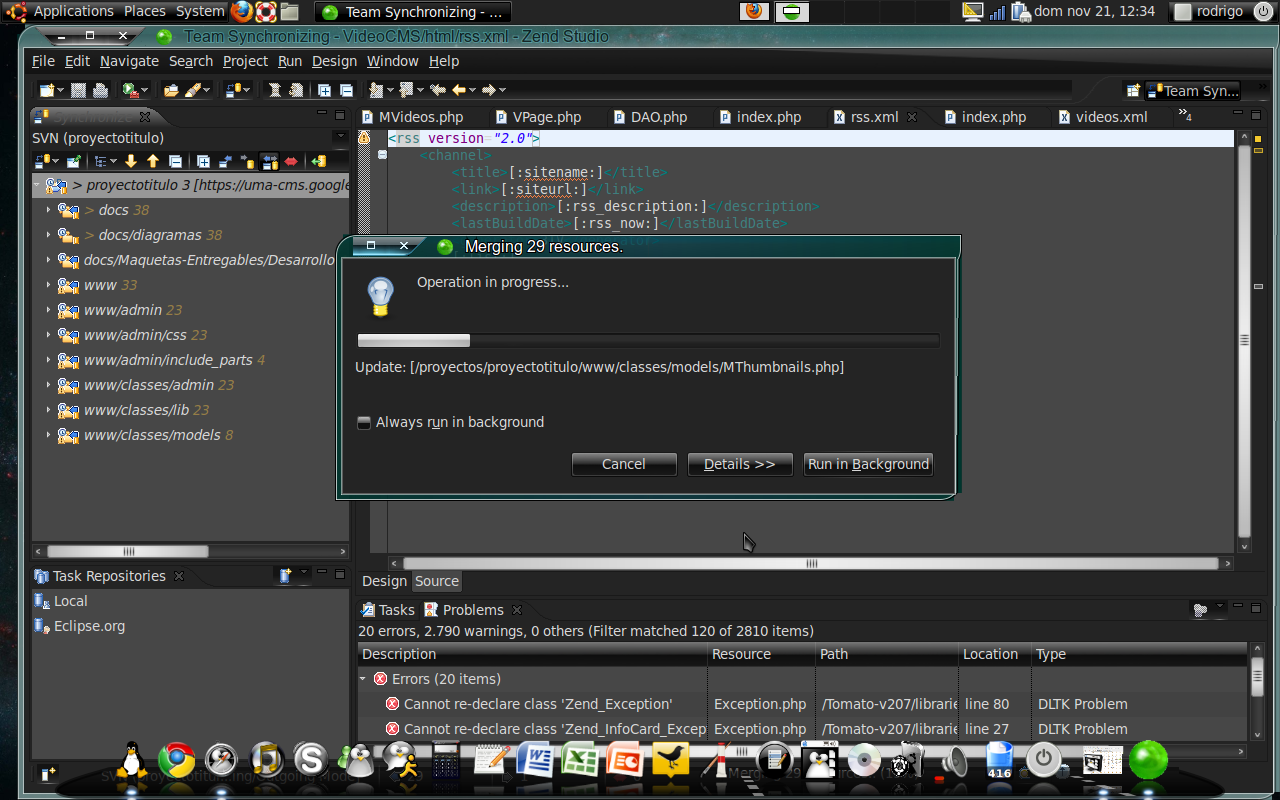 Applications Places System Team Synchronizing - ... dom nov 21, 12:34 rodrigo
Team Synchronizing - VideoCMS/html/rss.xml - Zend Studio
File Edit Navigate Search Project Run Design Window Help
Team Syn...
Synchronize
MVideos.php VPage.php DAO.php index.php rss.xml index.php videos.xml »4
SVN (proyectotitulo)
<rss version="2.0">
<channel>
<title>[:sitename:]</title>
<link>[:siteurl:]</link>
<description>[:rss_description:]</description>
<lastBuildDate>[:rss_now:]</lastBuildDate>
> proyectotitulo 3 [https://uma-cms.google
> docs 38
> docs/diagramas 38
docs/Maquetas-Entregables/Desarrollo
www 33
www/admin 23
www/admin/css 23
www/admin/include_parts 4
www/classes/admin 23
www/classes/lib 23
www/classes/models 8
Merging 29 resources.
Operation in progress...
Update: [/proyectos/proyectotitulo/www/classes/models/MThumbnails.php]
Always run in background
Cancel Details >> Run in Background
Design Source
Task Repositories
Local
Eclipse.org
Tasks Problems
20 errors, 2.790 warnings, 0 others (Filter matched 120 of 2810 items)
Description Resource Path Location Type
Errors (20 items)
Cannot re-declare class 'Zend_Exception' Exception.php /Tomato-v207/librarie line 80 DLTK Problem
Cannot re-declare class 'Zend_InfoCard_Excep Exception.php /Tomato-v207/librarie line 27 DLTK Problem
416